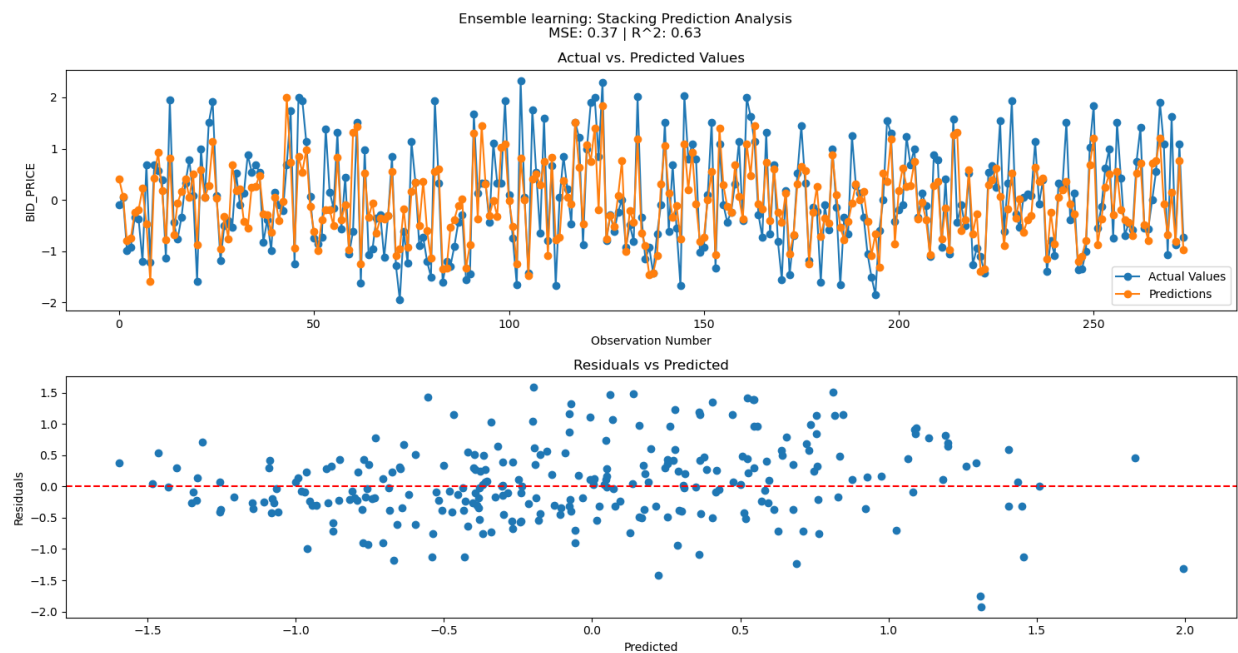 Ensemble learning: Stacking Prediction Analysis
MSE: 0.37 | R^2: 0.63
Actual vs. Predicted Values
BID_PRICE
2
1
0
−1
−2
0
50
100
150
200
250
Observation Number
Actual Values
Predictions
Residuals vs Predicted
Residuals
1.5
1.0
0.5
0.0
−0.5
−1.0
−1.5
−2.0
−1.5
−1.0
−0.5
0.0
0.5
1.0
1.5
2.0
Predicted